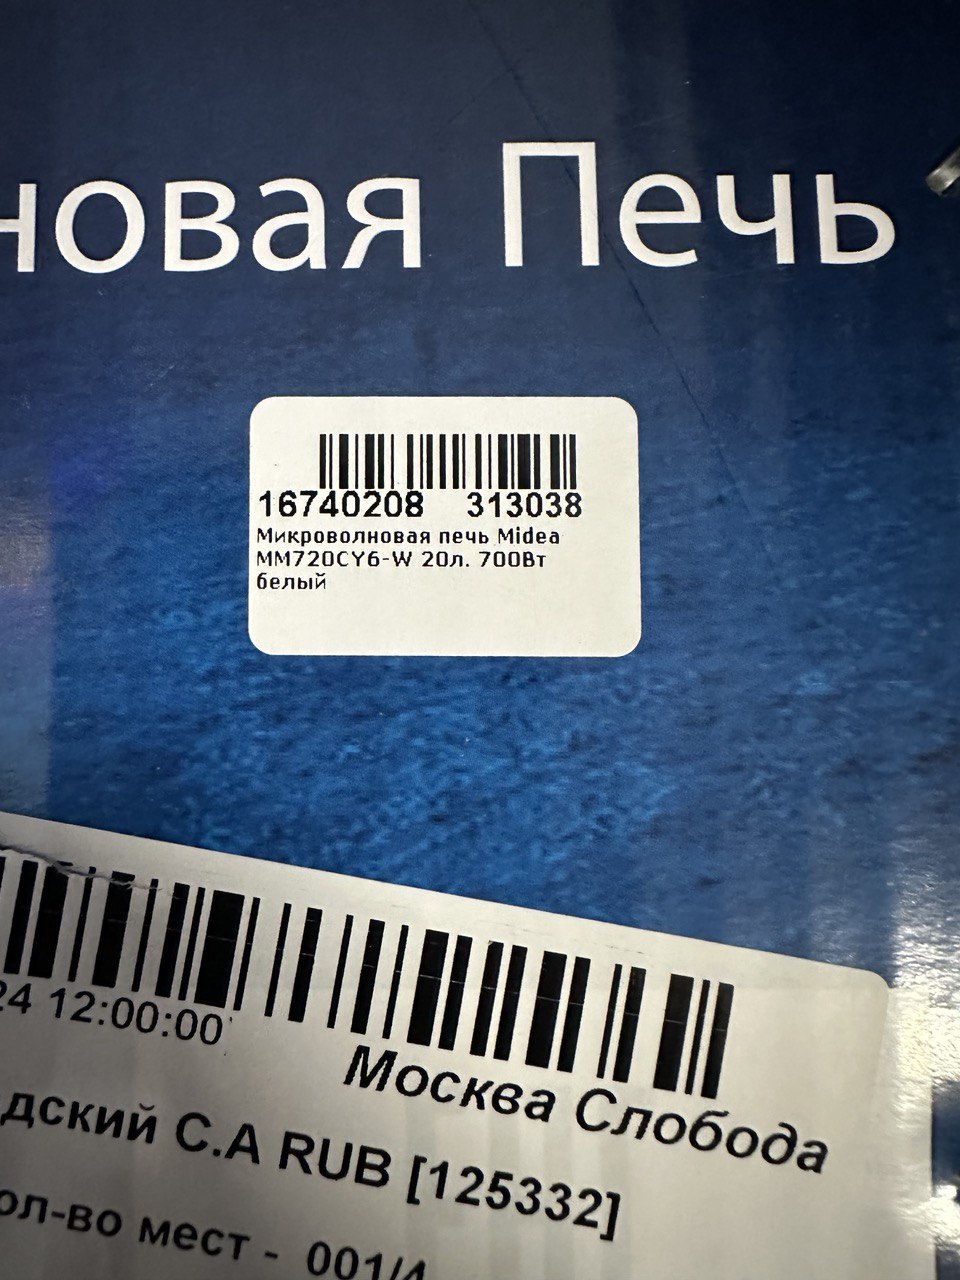 новая Печь
16740208 313038
Микроволновая печь Midea
MM720CY6-W 20л. 700Вт
белый
24 12:00:00
Москва Слобода
дский С.А RUB [125332]
ол-во мест - 001/4